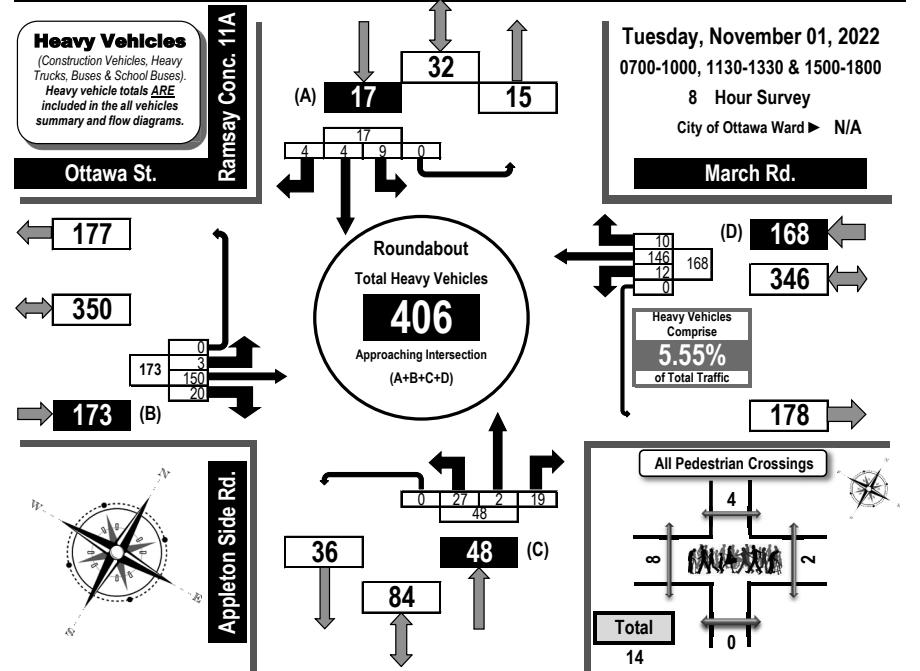 Heavy Vehicles
(Construction Vehicles, Heavy
Trucks, Buses & School Buses).
Heavy vehicle totals ARE
included in the all vehicles
summary and flow diagrams.
Ramsay Conc. 11A
Ottawa St.
32
(A) 17
15
17
4 4 9 0
Tuesday, November 01, 2022
0700-1000, 1130-1330 & 1500-1800
8 Hour Survey
City of Ottawa Ward► N/A
March Rd.
177
350
173
0
3
150
20
173 (B)
Roundabout
Total Heavy Vehicles
406
Approaching Intersection
(A+B+C+D)
10
146
12
0
168
(D) 168
346
Heavy Vehicles
Comprise
5.55%
of Total Traffic
178
N
W
E
S
Appleton Side Rd.
0 27 2 19
48
36
48 (C)
84
All Pedestrian Crossings
4
8
2
0
Total
14